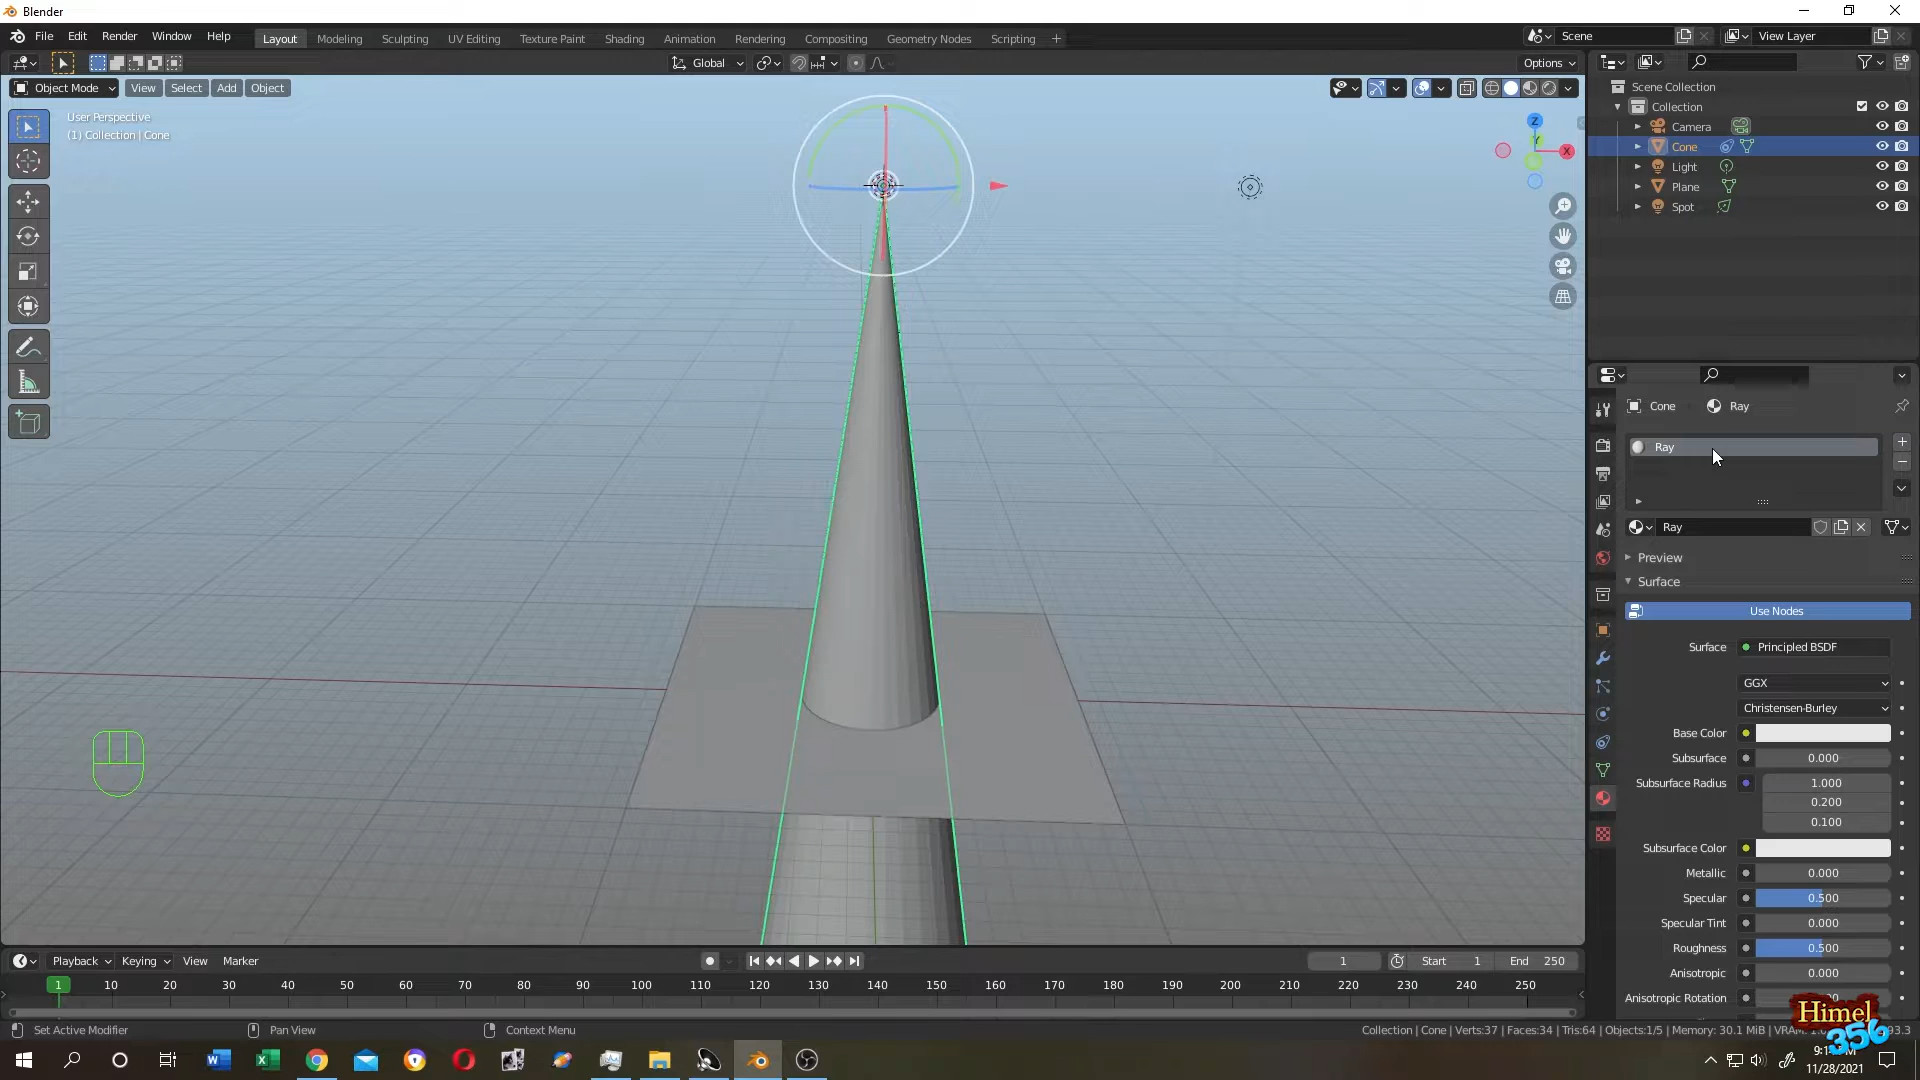 Blender
File Edit Render Window Help
Layout Modeling Sculpting UV Editing Texture Paint Shading Animation Rendering Compositing Geometry Nodes Scripting +
Scene
View Layer
Global
Options
Object Mode View Select Add Object
User Perspective
(1) Collection | Cone
Z
Y
X
Scene Collection
Collection
Camera
Cone
Light
Plane
Spot
Cone Ray
Ray
Ray
Preview
Surface
Use Nodes
Surface Principled BSDF
GGX
Christensen-Burley
Base Color
Subsurface 0.000
Subsurface Radius 1.000
0.200
0.100
Subsurface Color
Metallic 0.000
Specular 0.500
Specular Tint 0.000
Roughness 0.500
Anisotropic 0.000
Anisotropic Rotation
Playback Keying View Marker
1 Start 1 End 250
1 10 20 30 40 50 60 70 80 90 100 110 120 130 140 150 160 170 180 190 200 210 220 230 240 250
Set Active Modifier Pan View Context Menu
Collection | Cone | Verts:37 | Faces:34 | Tris:64 | Objects:1/5 | Memory: 30.1 MiB | VRAM:
Himel
356
11/28/2021